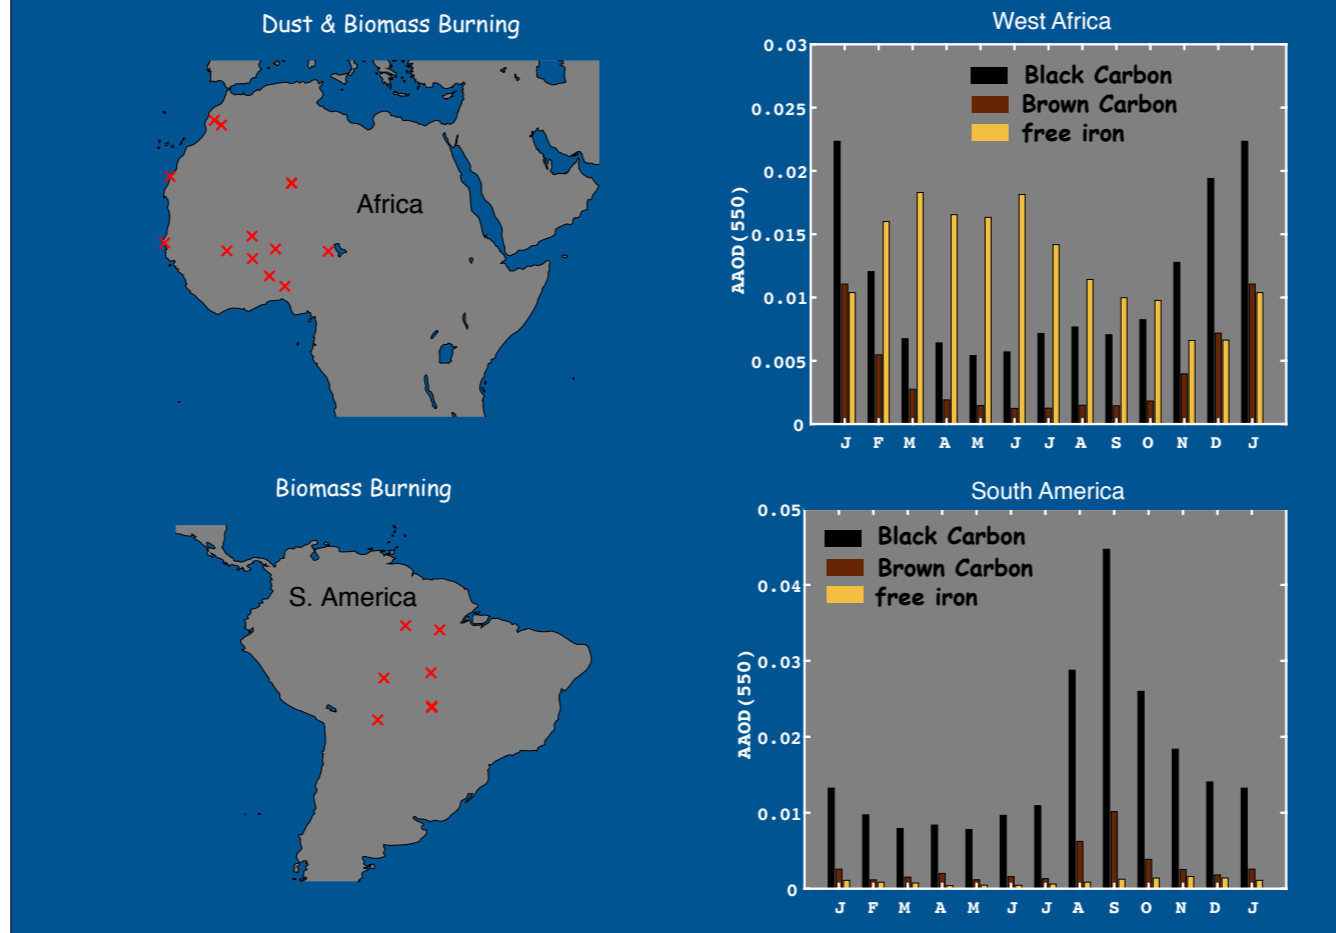 Dust & Biomass Burning
Africa
West Africa
Black Carbon
Brown Carbon
free iron
AAOD(550)
0.03
0.025
0.02
0.015
0.01
0.005
0
J F M A M J J A S O N D J
Biomass Burning
S. America
South America
Black Carbon
Brown Carbon
free iron
AAOD(550)
0.05
0.04
0.03
0.02
0.01
0
J F M A M J J A S O N D J